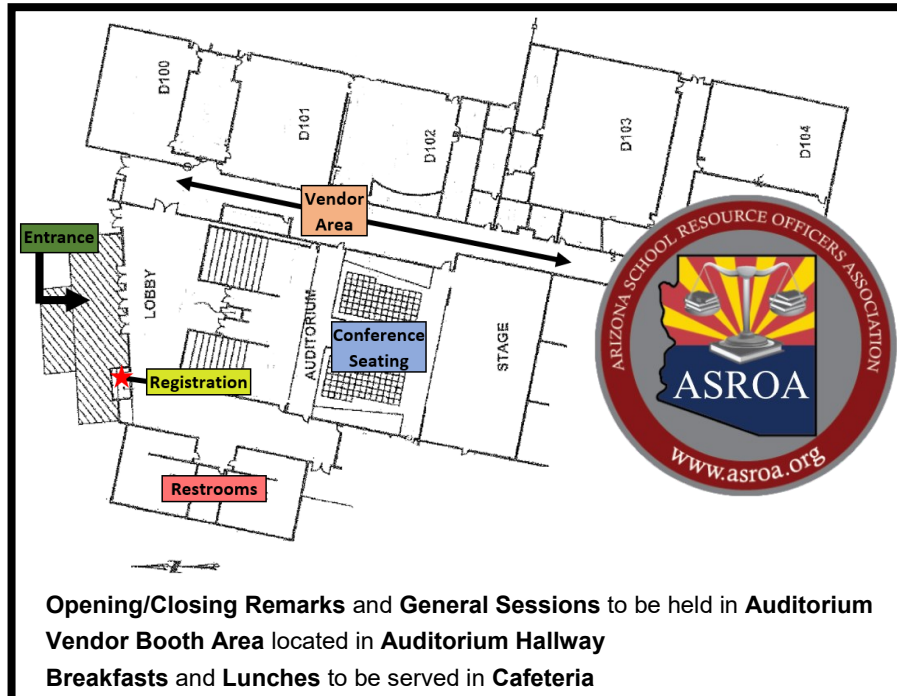 D100
D101
D102
D103
D104
Vendor
Area
Entrance
LOBBY
AUDITORIUM
Conference
Seating
STAGE
Registration
Restrooms
ARIZONA SCHOOL RESOURCE OFFICERS ASSOCIATION
ASROA
www.asroa.org
Opening/Closing Remarks and General Sessions to be held in Auditorium
Vendor Booth Area located in Auditorium Hallway
Breakfasts and Lunches to be served in Cafeteria